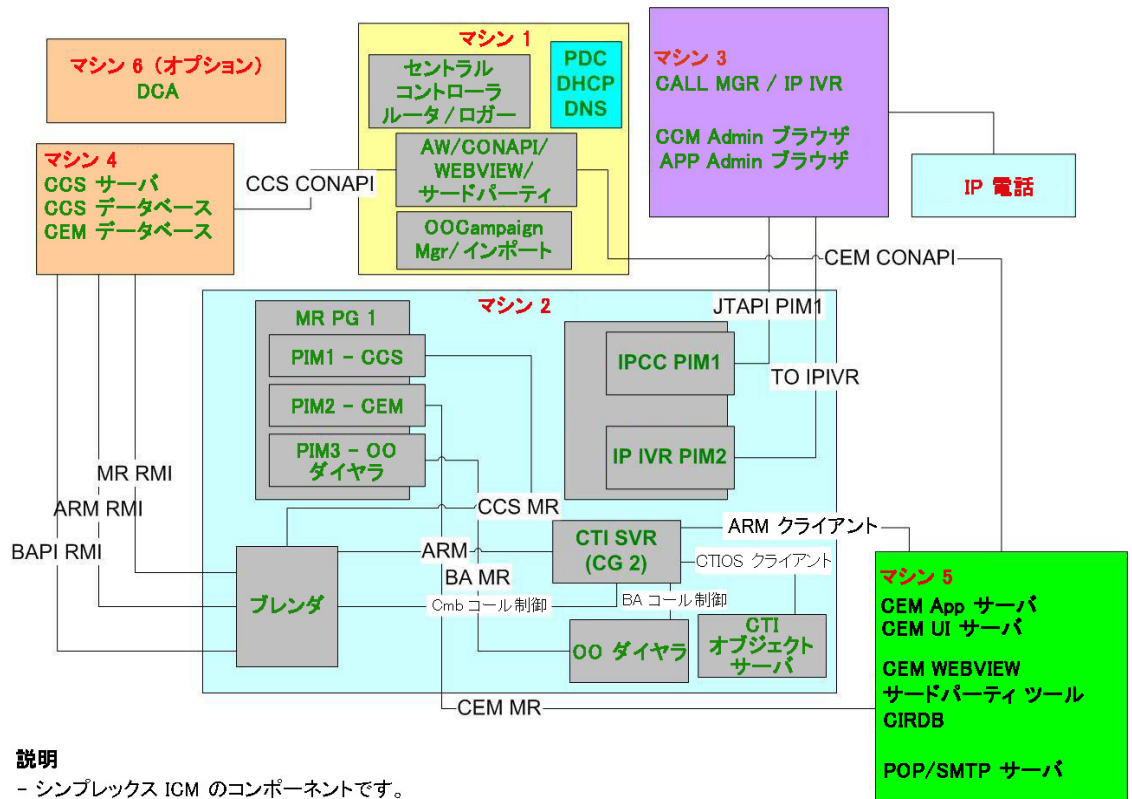 マシン 6 (オプション)
DCA
マシン 1
セントラル
コントローラ
ルータ/ロガー
PDC
DHCP
DNS
AW/CONAPI/
WEBVIEW/
サードパーティ
OOCampaign
Mgr/インポート
マシン 3
CALL MGR / IP IVR
CCM Admin ブラウザ
APP Admin ブラウザ
IP 電話
マシン 4
CCS サーバ
CCS データベース
CEM データベース
CCS CONAPI
CEM CONAPI
JTAPI PIM1
TO IPIVR
マシン 2
MR PG 1
PIM1 - CCS
PIM2 - CEM
PIM3 - OO
ダイヤラ
IPCC PIM1
IP IVR PIM2
MR RMI
ARM RMI
BAPI RMI
CCS MR
ARM
BA MR
Cmb コール制御
BA コール制御
CTI SVR
(CG 2)
ARM クライアント
CTIOS クライアント
ブレンダ
OO ダイヤラ
CTI
オブジェクト
サーバ
CEM MR
マシン 5
CEM App サーバ
CEM UI サーバ
CEM WEBVIEW
サードパーティ ツール
CIRDB
POP/SMTP サーバ
説明
- シンプレックス ICM のコンポーネントです。